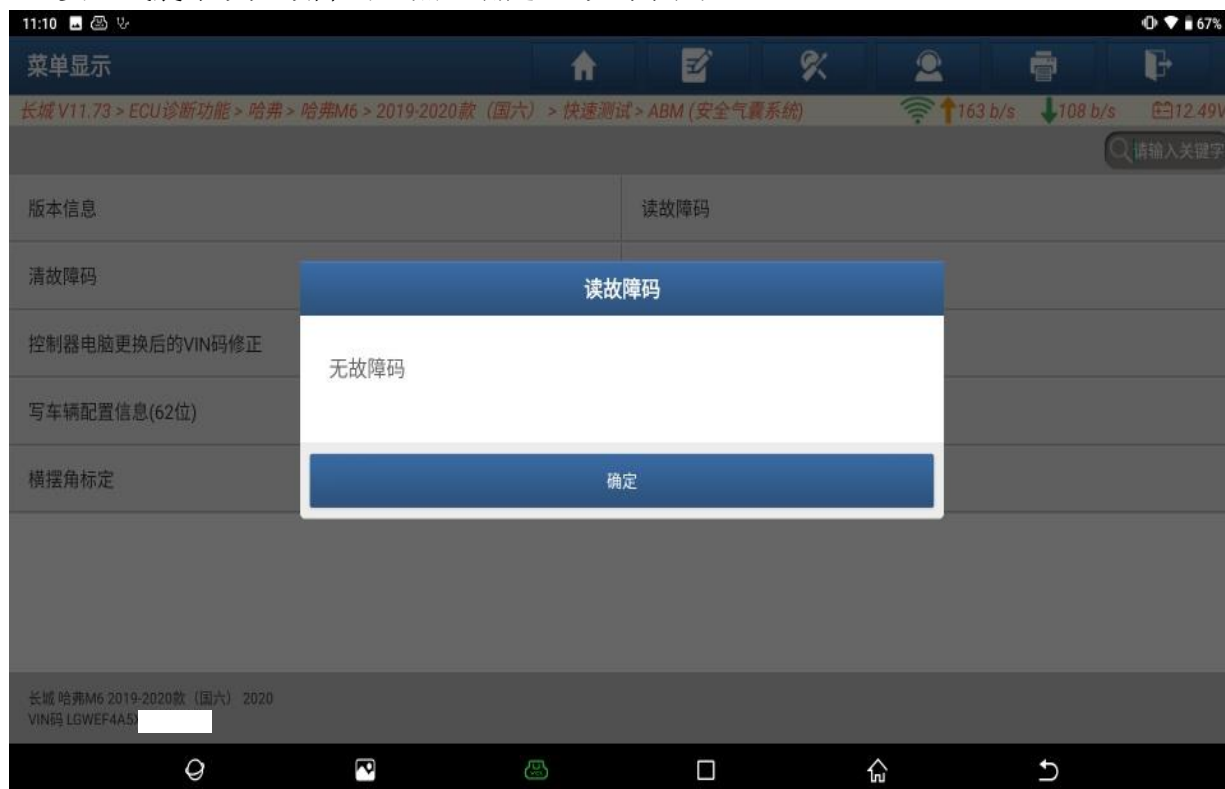 11:10
67%
菜单显示
长城 V11.73 > ECU诊断功能 > 哈弗 > 哈弗M6 > 2019-2020款（国六） > 快速测试 > ABM (安全气囊系统)
163 b/s
108 b/s
12.49V
请输入关键字
版本信息
读故障码
清故障码
读故障码
控制器电脑更换后的VIN码修正
无故障码
写车辆配置信息(62位)
横摆角标定
确定
长城 哈弗M6 2019-2020款（国六） 2020
VIN码 LGWEF4A5